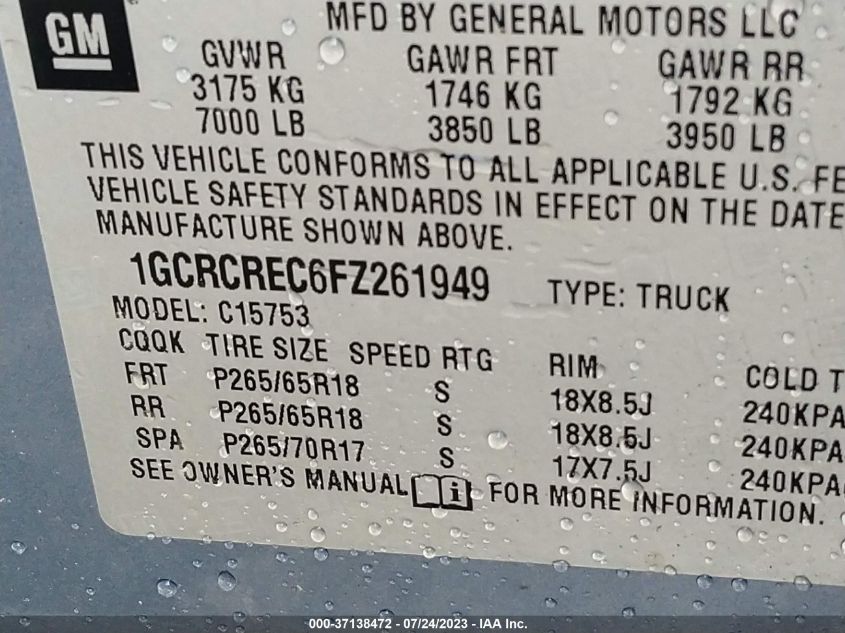 GM
MFD BY GENERAL MOTORS LLC
GVWR GAWR FRT GAWR RR
3175 KG 1746 KG 1792 KG
7000 LB 3850 LB 3950 LB
THIS VEHICLE CONFORMS TO ALL APPLICABLE U.S. FE
VEHICLE SAFETY STANDARDS IN EFFECT ON THE DATE
MANUFACTURE SHOWN ABOVE.
1GCRCREC6FZ261949 TYPE: TRUCK
MODEL: C15753
CQQK TIRE SIZE SPEED RTG RIM COLD T
FRT P265/65R18 S 18X8.5J 240KPA
RR P265/65R18 S 18X8.5J 240KPA
SPA P265/70R17 S 17X7.5J 240KPA
SEE OWNER'S MANUAL i FOR MORE INFORMATION.
000-37138472 - 07/24/2023 - IAA Inc.